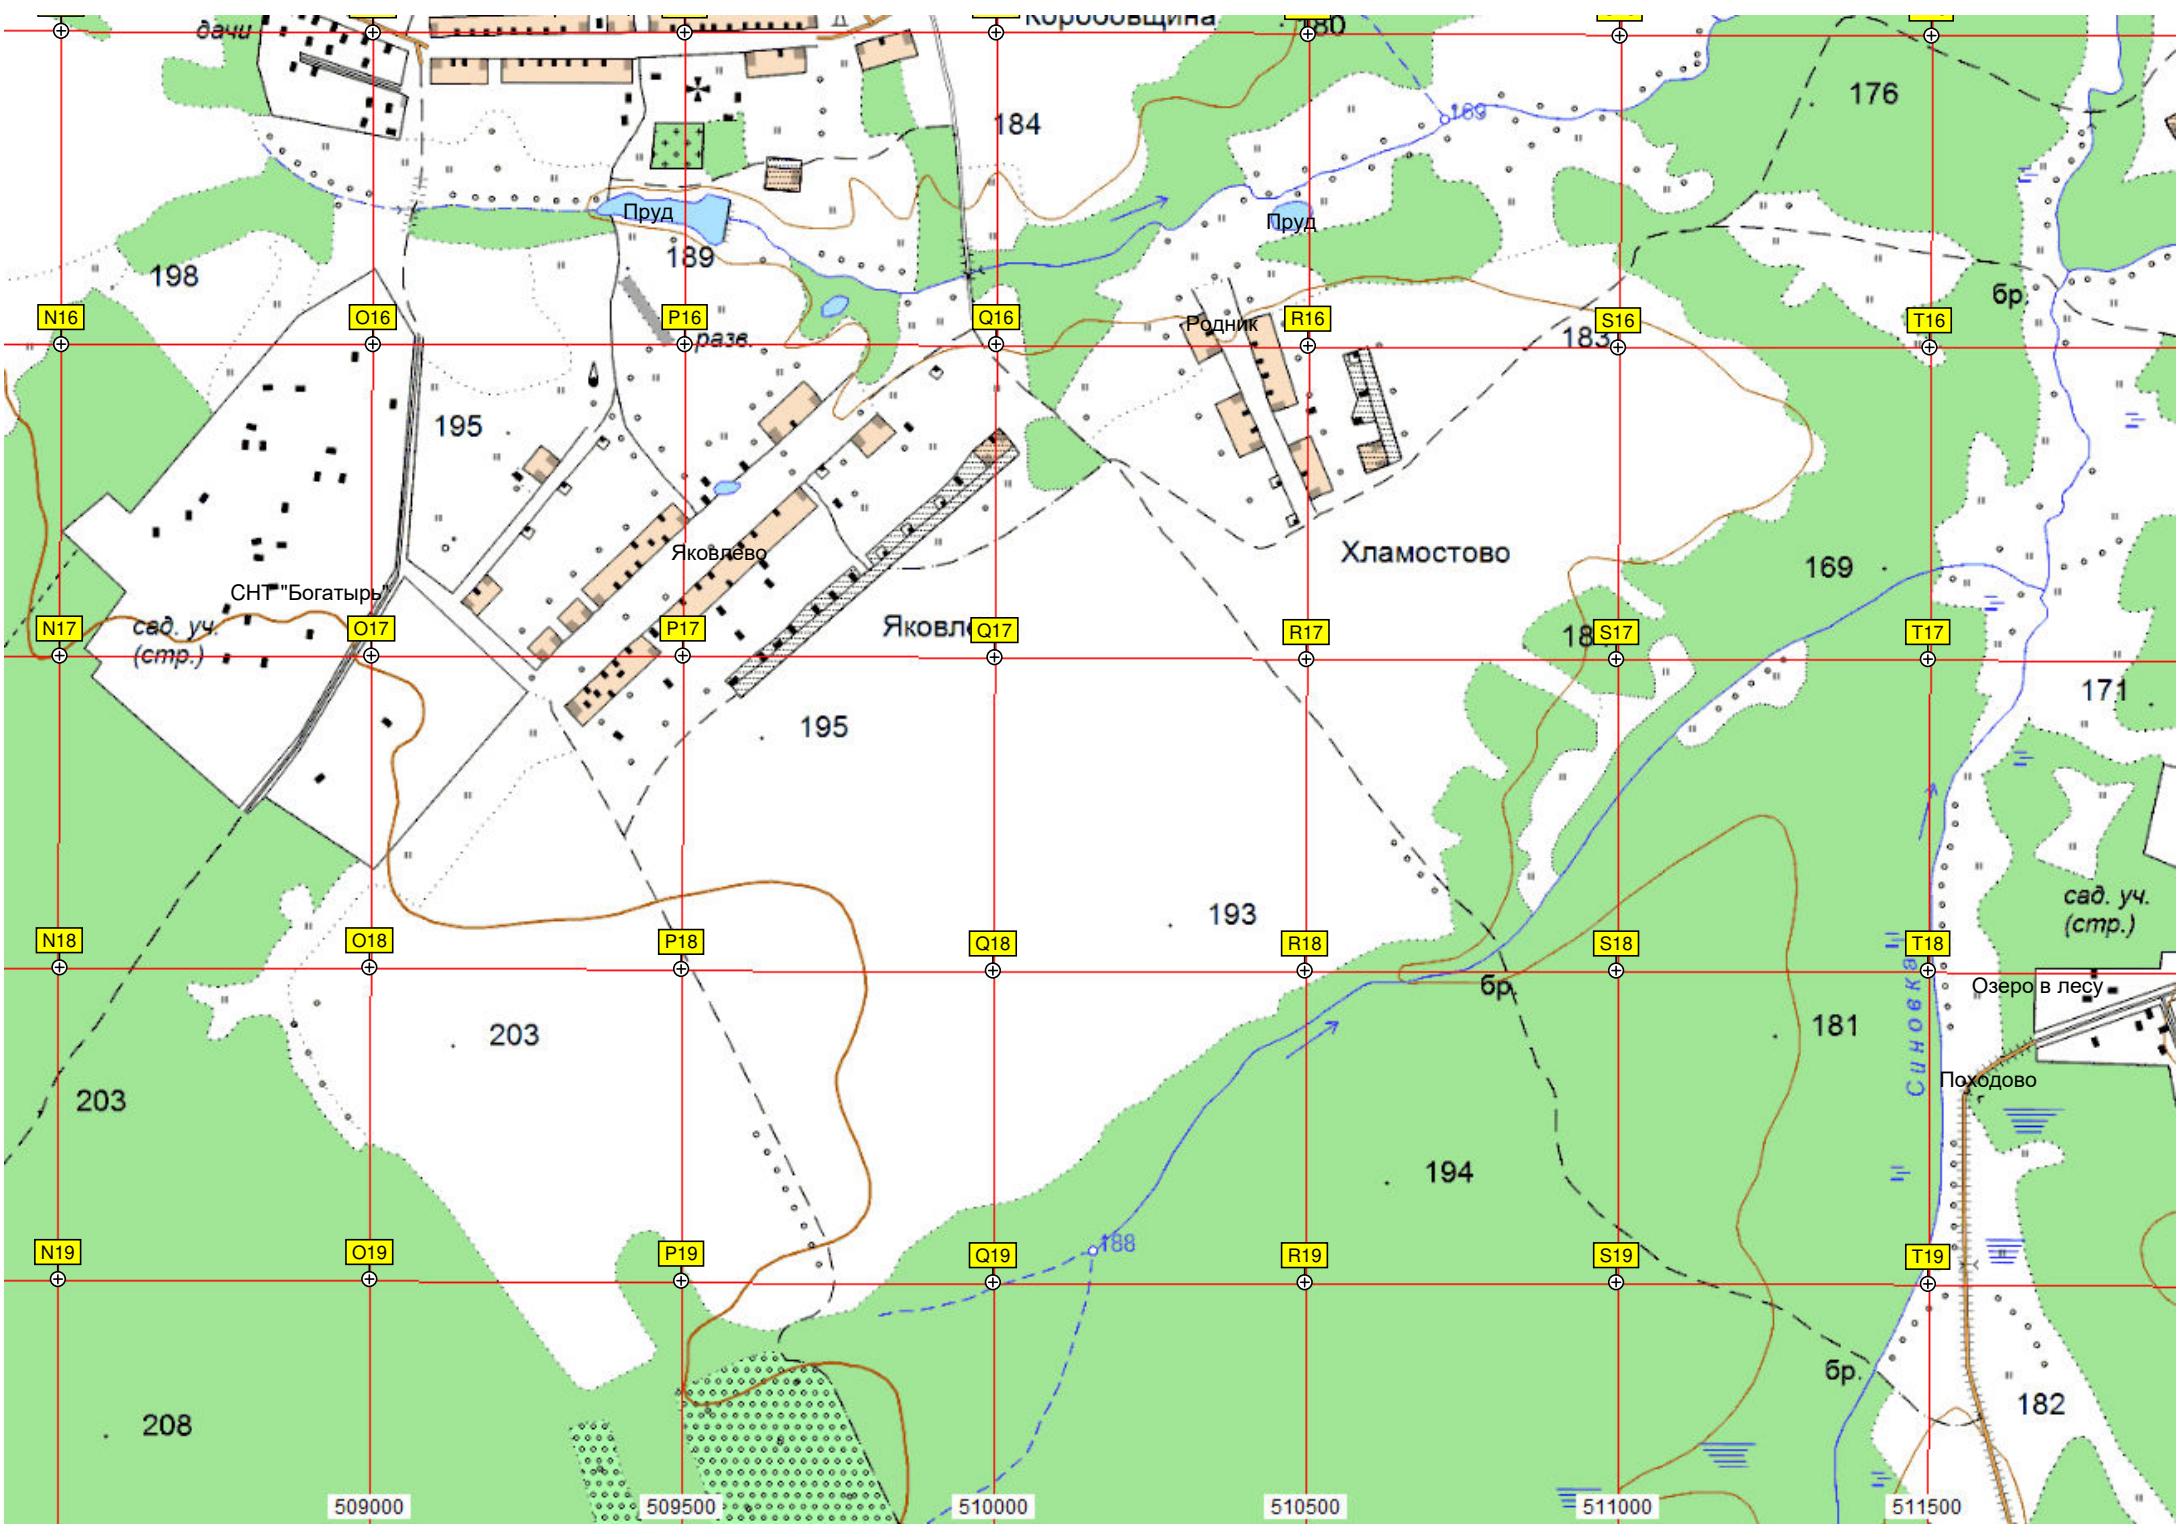 дачи
Коробовщина
180
176
184
169
Пруд
Пруд
189
198
бр.
N16
O16
P16
Q16
R16
S16
T16
Родник
разв.
183
195
Яковлево
Хламостово
169
СНТ "Богатырь"
сад. уч.
(стр.)
N17
O17
P17
Q17
R17
S17
T17
171
195
193
сад. уч.
(стр.)
N18
O18
P18
Q18
R18
S18
T18
бр.
Озеро в лесу
Синовка
203
181
Походово
203
194
188
N19
O19
P19
Q19
R19
S19
T19
бр.
182
208
509000
509500
510000
510500
511000
511500